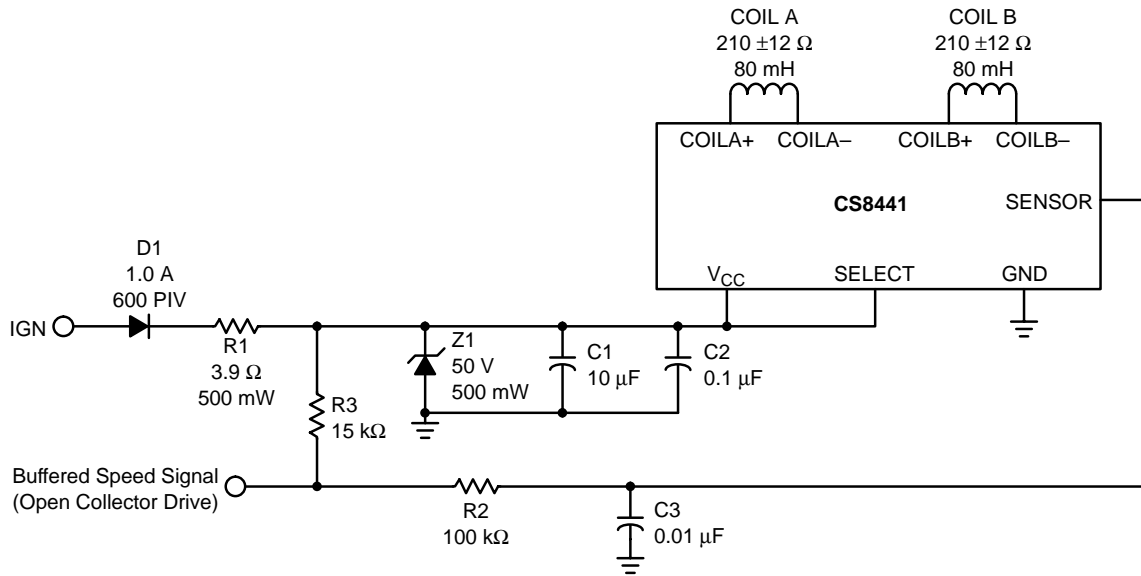 COIL A
210 ±12 Ω
80 mH
COIL B
210 ±12 Ω
80 mH
COILA+
COILA–
COILB+
COILB–
CS8441
SENSOR
VCC
SELECT
GND
D1
1.0 A
600 PIV
IGN
R1
3.9 Ω
500 mW
Z1
50 V
500 mW
C1
10 μF
C2
0.1 μF
R3
15 kΩ
Buffered Speed Signal
(Open Collector Drive)
R2
100 kΩ
C3
0.01 μF